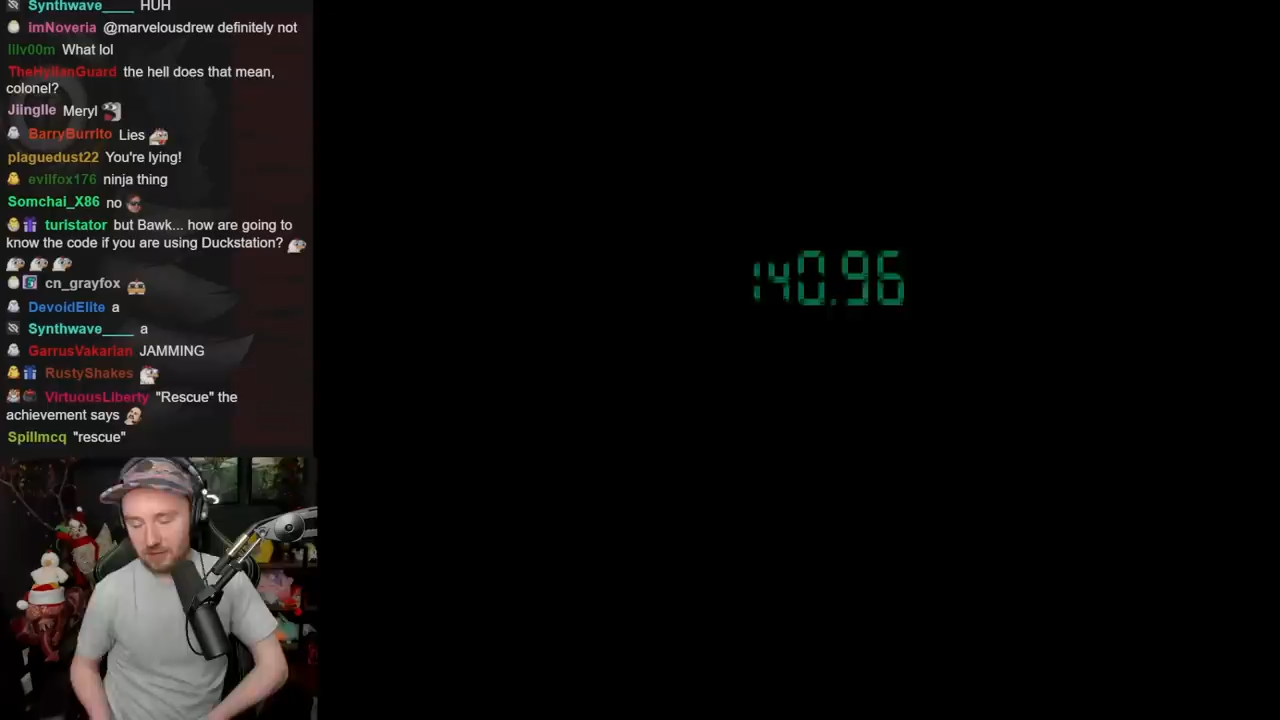 Synthwave____ HUH
imNoveria @marvelousdrew definitely not
lilv00m What lol
TheHylianGuard the hell does that mean,
colonel?
Jiinglle Meryl
BarryBurrito Lies
plaguedust22 You're lying!
evilfox176 ninja thing
Somchai_X86 no
turistator but Bawk... how are going to
know the code if you are using Duckstation?
cn_grayfox
DevoidElite a
Synthwave____ a
GarrusVakarian JAMMING
RustyShakes
VirtuousLiberty "Rescue" the
achievement says
Spillmcq "rescue"
140.96